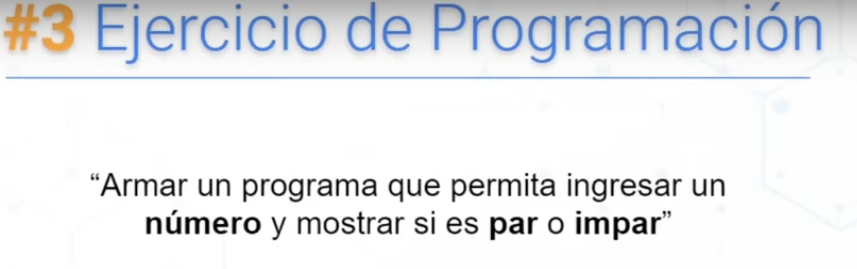 #3 Ejercicio de Programación
“Armar un programa que permita ingresar un
número y mostrar si es par o impar”